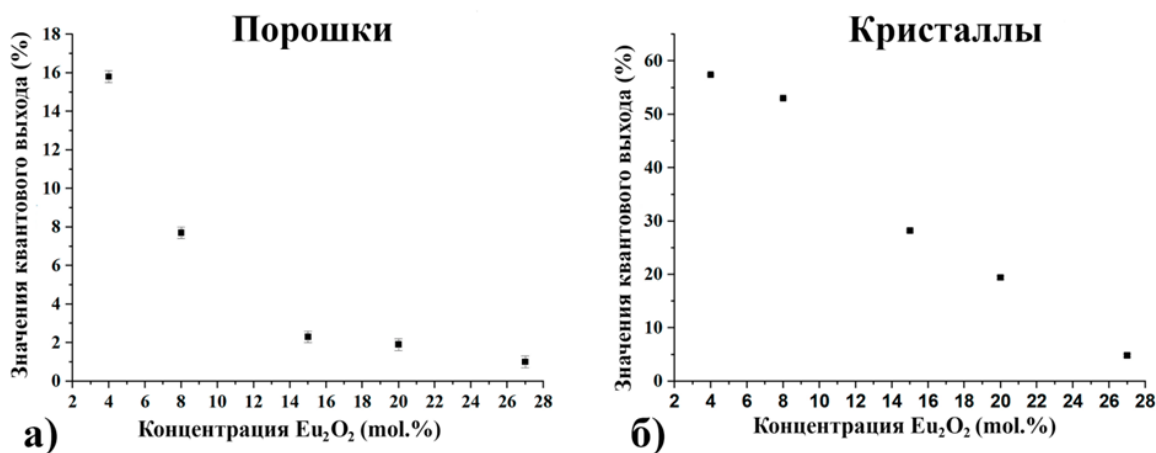 Порошки
Значения квантового выхода (%)
18
16
14
12
10
8
6
4
2
0
2 4 6 8 10 12 14 16 18 20 22 24 26 28
Концентрация Eu₂O₂ (mol.%)
а)
Кристаллы
Значения квантового выхода (%)
60
50
40
30
20
10
0
2 4 6 8 10 12 14 16 18 20 22 24 26 28
Концентрация Eu₂O₂ (mol.%)
б)